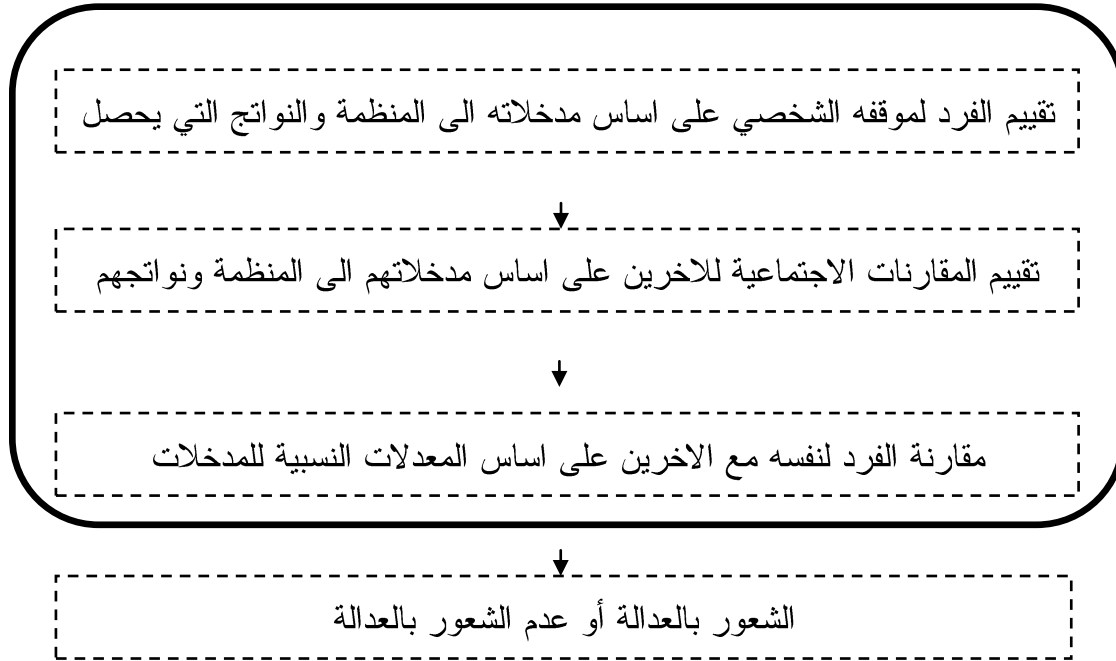 تقييم الفرد لموقفه الشخصي على اساس مدخلاته الى المنظمة والنواتج التي يحصل
تقييم المقارنات الاجتماعية للاخرين على اساس مدخلاتهم الى المنظمة ونواتجهم
مقارنة الفرد لنفسه مع الاخرين على اساس المعدلات النسبية للمدخلات
الشعور بالعدالة أو عدم الشعور بالعدالة